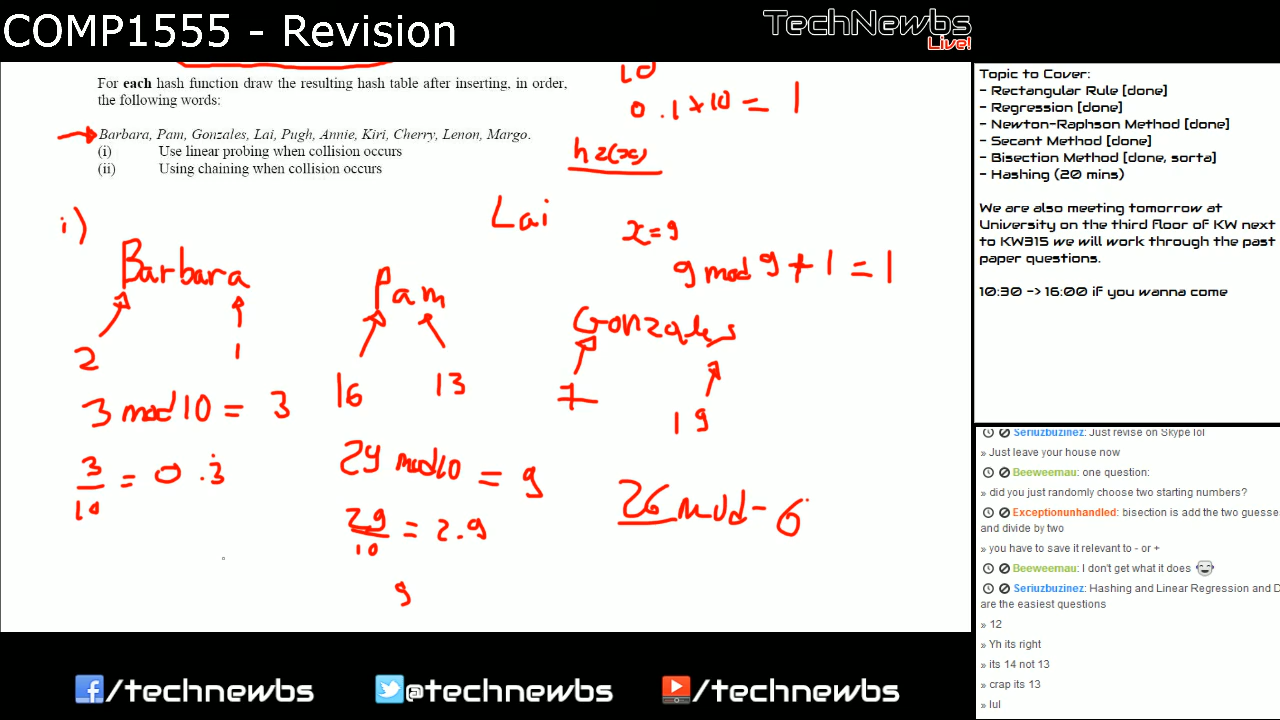 COMP1555 - Revision
TechNewbs
Live!
For each hash function draw the resulting hash table after inserting, in order,
the following words:
Barbara, Pam, Gonzales, Lai, Pugh, Annie, Kiri, Cherry, Lenon, Margo.
(i) Use linear probing when collision occurs
(ii) Using chaining when collision occurs
10
0.1 x 10 = 1
h2(x)
i)
Barbara
2 1
3 mod 10 = 3
3/10 = 0.3̇
Pam
16 13
29 mod 10 = 9
29/10 = 2.9
9
Lai
x = 9
9 mod 9 + 1 = 1
Gonzales
7 19
26 mod - 6
Topic to Cover:
- Rectangular Rule [done]
- Regression [done]
- Newton-Raphson Method [done]
- Secant Method [done]
- Bisection Method [done, sorta]
- Hashing (20 mins)
We are also meeting tomorrow at
University on the third floor of KW next
to KW315 we will work through the past
paper questions.
10:30 -> 16:00 if you wanna come
Seriuzbuzinez: Just revise on Skype lol
» Just leave your house now
Beeweemau: one question:
» did you just randomly choose two starting numbers?
Exceptionunhandled: bisection is add the two guesse
and divide by two
» you have to save it relevant to - or +
Beeweemau: I don't get what it does
Seriuzbuzinez: Hashing and Linear Regression and D
are the easiest questions
» 12
» Yh its right
» its 14 not 13
» crap its 13
» lul
/technewbs
@technewbs
/technewbs